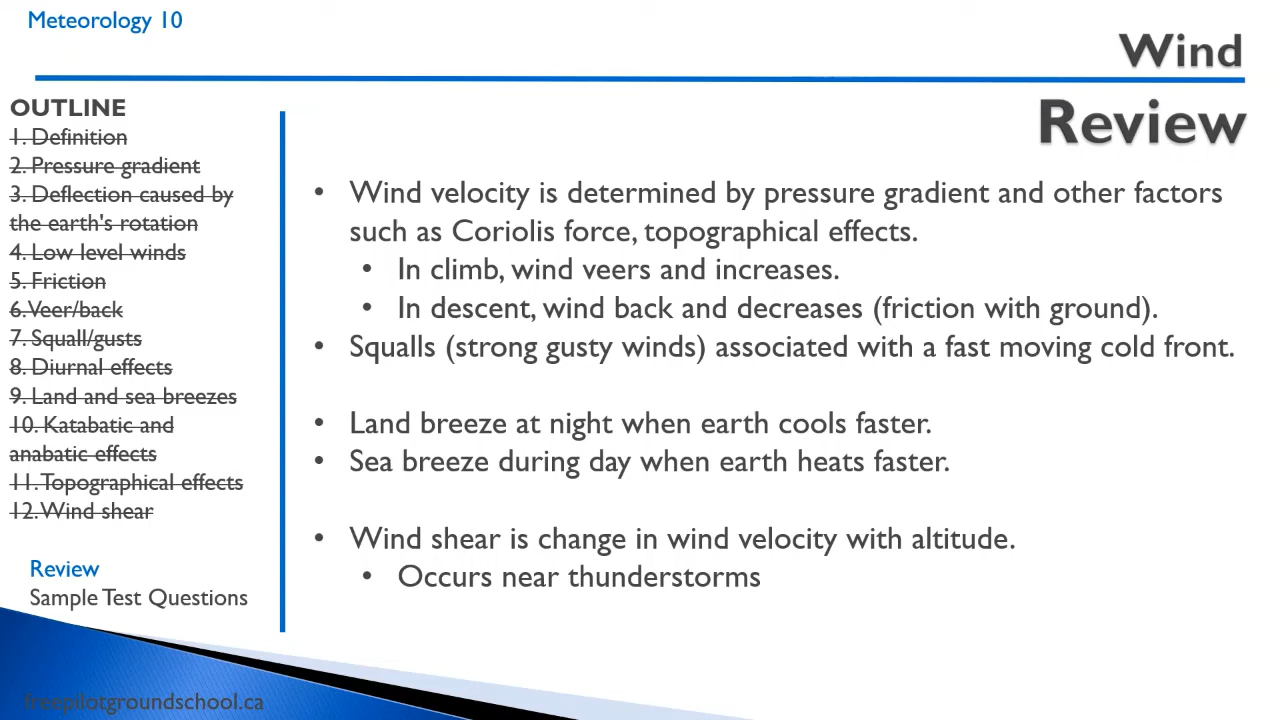 Meteorology 10
Wind
Review
OUTLINE
1. Definition
2. Pressure gradient
3. Deflection caused by
the earth's rotation
4. Low level winds
5. Friction
6. Veer/back
7. Squall/gusts
8. Diurnal effects
9. Land and sea breezes
10. Katabatic and
anabatic effects
11. Topographical effects
12. Wind shear
Review
Sample Test Questions
• Wind velocity is determined by pressure gradient and other factors
such as Coriolis force, topographical effects.
• In climb, wind veers and increases.
• In descent, wind back and decreases (friction with ground).
• Squalls (strong gusty winds) associated with a fast moving cold front.
• Land breeze at night when earth cools faster.
• Sea breeze during day when earth heats faster.
• Wind shear is change in wind velocity with altitude.
• Occurs near thunderstorms
freepilotgroundschool.ca